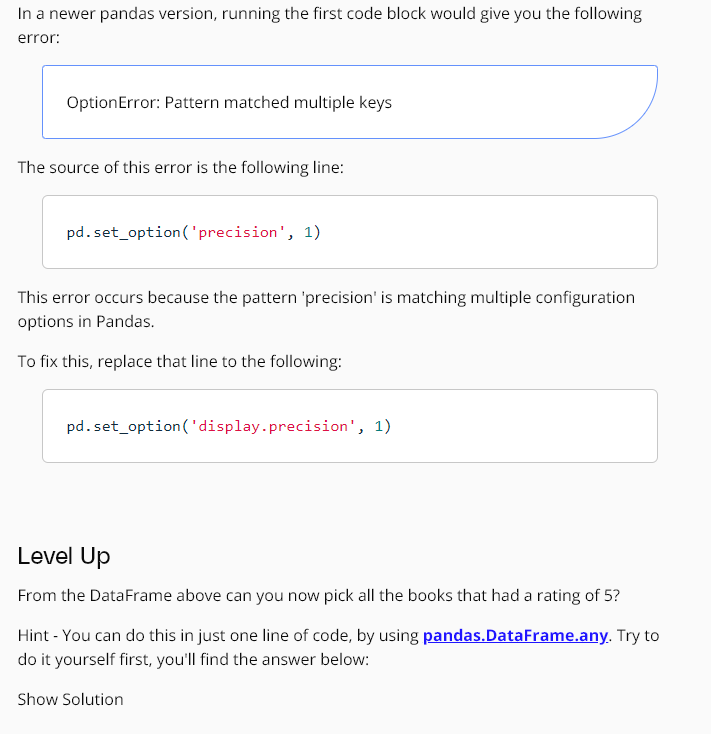 In a newer pandas version, running the first code block would give you the following
error:
OptionError: Pattern matched multiple keys
The source of this error is the following line:
pd.set_option('precision', 1)
This error occurs because the pattern 'precision' is matching multiple configuration
options in Pandas.
To fix this, replace that line to the following:
pd.set_option('display.precision', 1)
Level Up
From the DataFrame above can you now pick all the books that had a rating of 5?
Hint - You can do this in just one line of code, by using pandas.DataFrame.any. Try to
do it yourself first, you'll find the answer below:
Show Solution